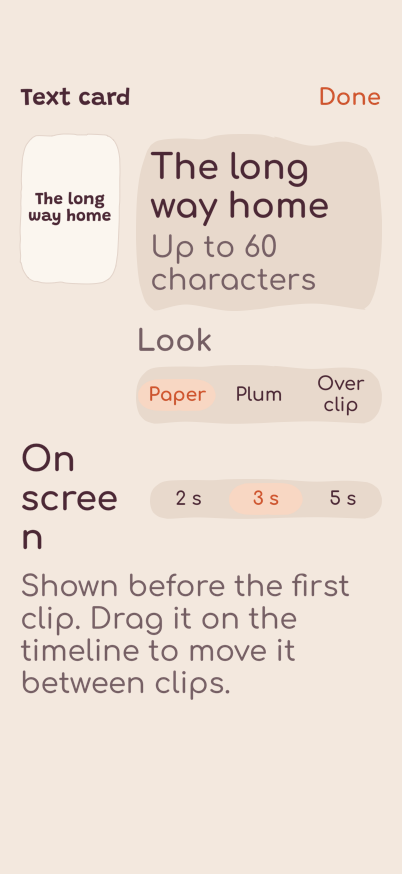 Text card
Done
The long
way home
The long
way home
Up to 60
characters
Look
Paper
Plum
Over
clip
On
scree
n
2 s
3 s
5 s
Shown before the first
clip. Drag it on the
timeline to move it
between clips.